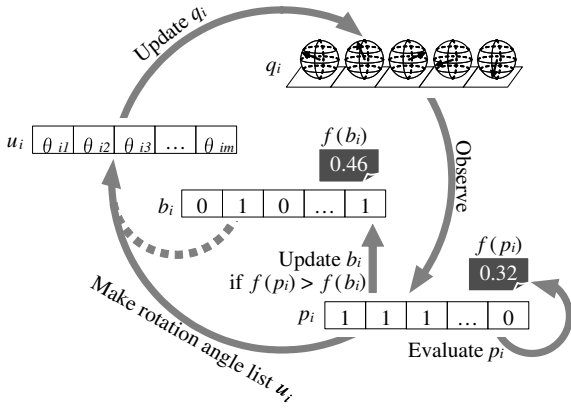 Update q_i
q_i
Observe
u_i θ_i1 θ_i2 θ_i3 … θ_im
f(b_i)
0.46
b_i 0 1 0 … 1
Update b_i
if f(p_i) > f(b_i)
f(p_i)
0.32
p_i 1 1 1 … 0
Evaluate p_i
Make rotation angle list u_i